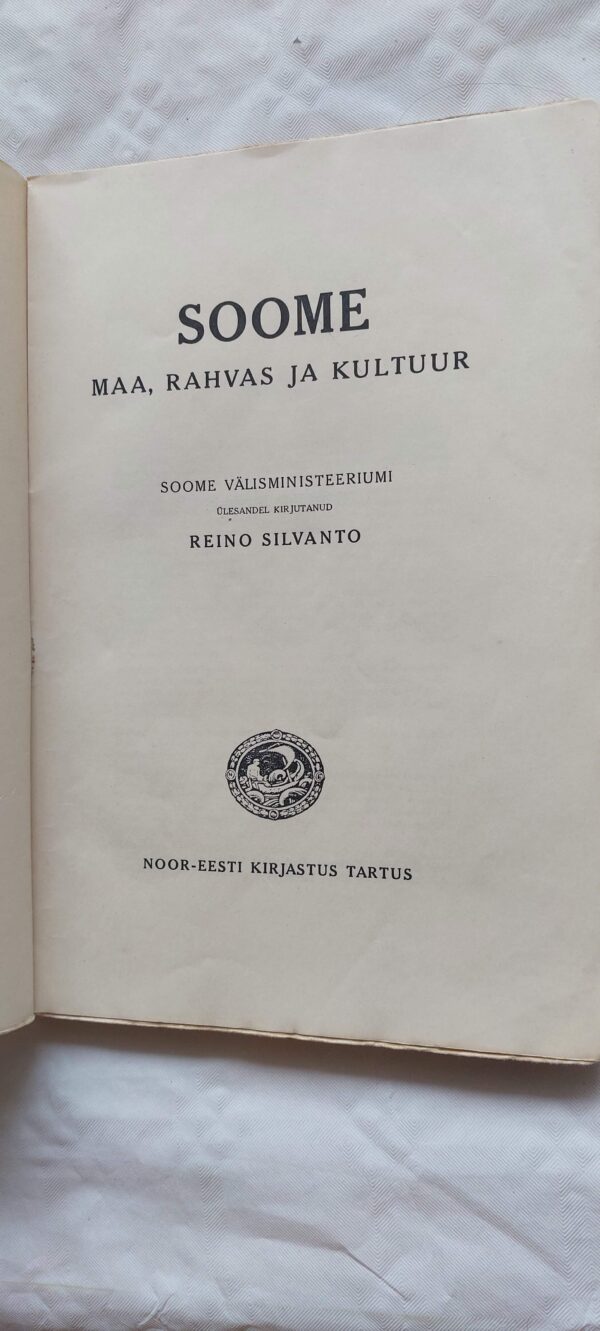 SOOME
MAA, RAHVAS JA KULTUUR
SOOME VÄLISMINISTEERIUMI
ÜLESANDEL KIRJUTANUD
REINO SILVANTO
NOOR-EESTI KIRJASTUS TARTUS